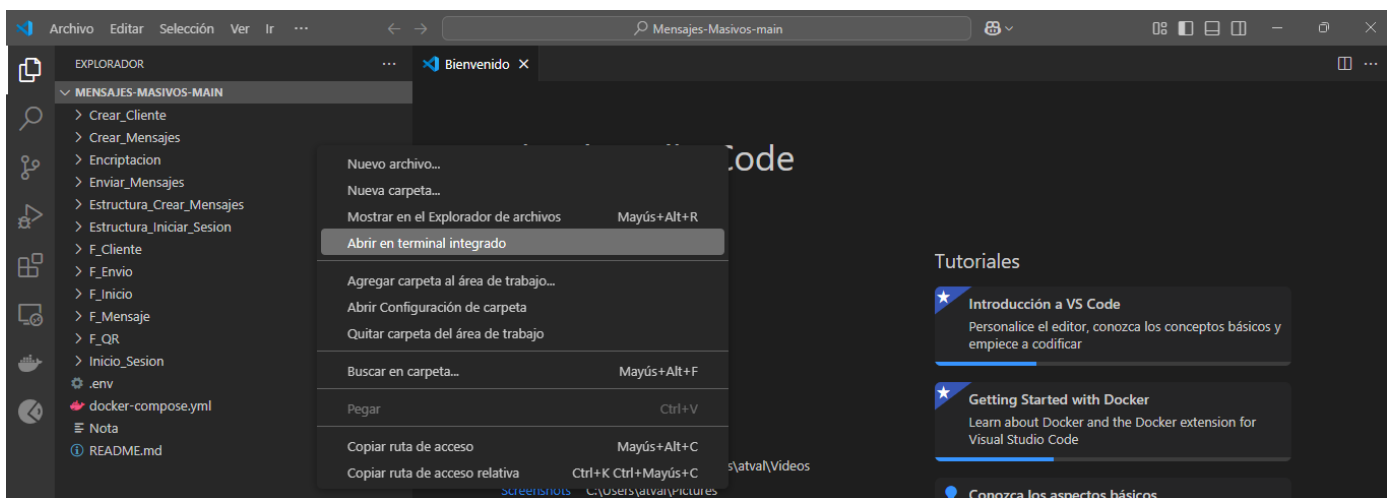 Archivo Editar Selección Ver Ir ··· Mensajes-Masivos-main
EXPLORADOR ···
Bienvenido
MENSAJES-MASIVOS-MAIN
Crear_Cliente
Crear_Mensajes
Encriptacion
Enviar_Mensajes
Estructura_Crear_Mensajes
Estructura_Iniciar_Sesion
F_Cliente
F_Envio
F_Inicio
F_Mensaje
F_QR
Inicio_Sesion
.env
docker-compose.yml
Nota
README.md
Code
Nuevo archivo...
Nueva carpeta...
Mostrar en el Explorador de archivos Mayús+Alt+R
Abrir en terminal integrado
Agregar carpeta al área de trabajo...
Abrir Configuración de carpeta
Quitar carpeta del área de trabajo
Buscar en carpeta... Mayús+Alt+F
Pegar Ctrl+V
Copiar ruta de acceso Mayús+Alt+C
Copiar ruta de acceso relativa Ctrl+K Ctrl+Mayús+C
s\atval\Videos
Screenshots C:\Users\atval\Pictures
Tutoriales
Introducción a VS Code
Personalice el editor, conozca los conceptos básicos y
empiece a codificar
Getting Started with Docker
Learn about Docker and the Docker extension for
Visual Studio Code
Conozca los aspectos básicos